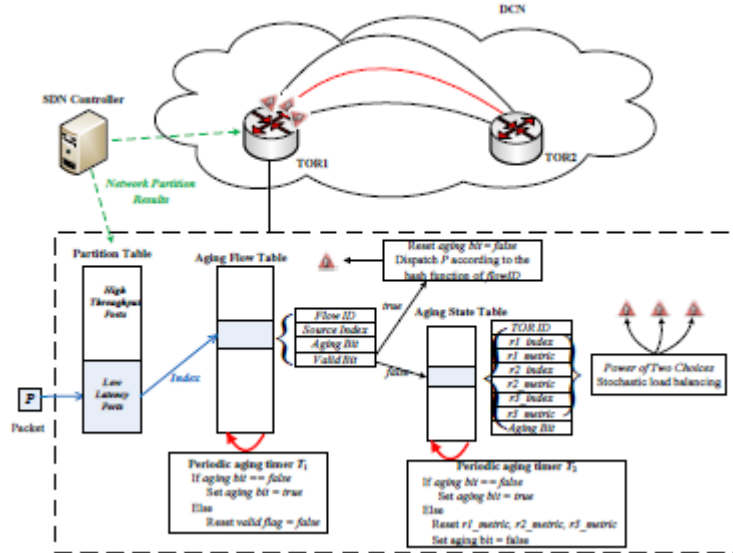 DCN
SDN Controller
TOR1
TOR2
Network Partition
Results
Partition Table
High
Throughput
Ports
Low
Latency
Ports
P
Packet
Index
Aging Flow Table
Flow ID
Source Index
Aging Bit
Valid Bit
true
false
Reset aging bit = false
Dispatch P according to the
hash function of flowID
Aging State Table
TOR ID
r1_index
r1_metric
r2_index
r2_metric
r3_index
r3_metric
Aging Bit
Power of Two Choices
Stochastic load balancing
Periodic aging timer T1
If aging bit == false
Set aging bit = true
Else
Reset valid flag = false
Periodic aging timer
If aging bit == false
Set aging bit = true
Else
Reset r1_metric, r2_metric, r3_metric
Set aging bit = false